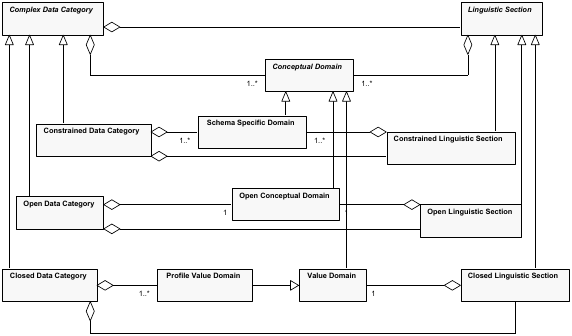 Complex Data Category
Linguistic Section
Conceptual Domain
1..*
1..*
Schema Specific Domain
Constrained Data Category
1..*
1..*
Constrained Linguistic Section
Open Conceptual Domain
Open Data Category
1
Open Linguistic Section
Closed Data Category
Profile Value Domain
Value Domain
Closed Linguistic Section
1..*
1